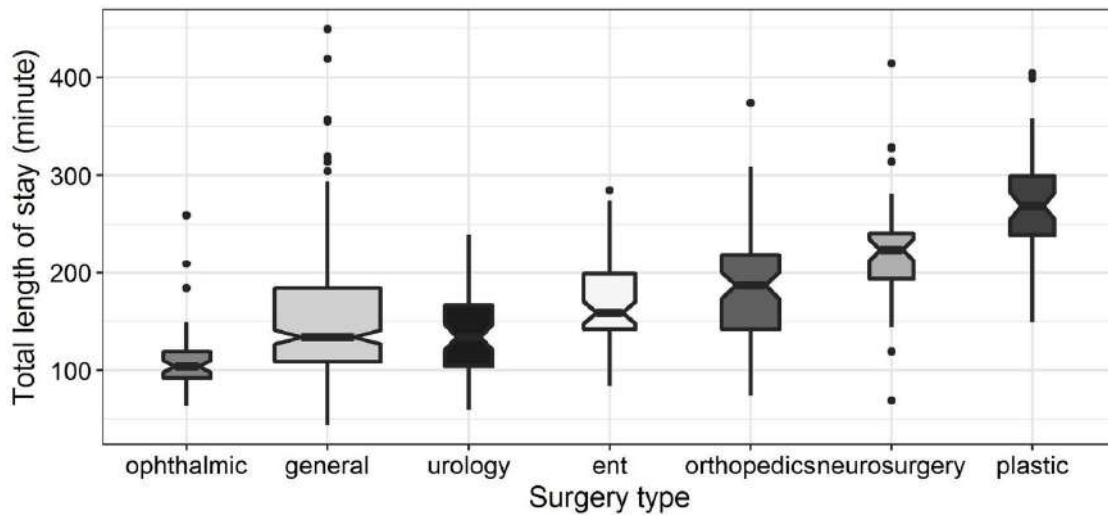 Total length of stay (minute)
400
300
200
100
ophthalmic general urology ent orthopedicsneurosurgery plastic
Surgery type